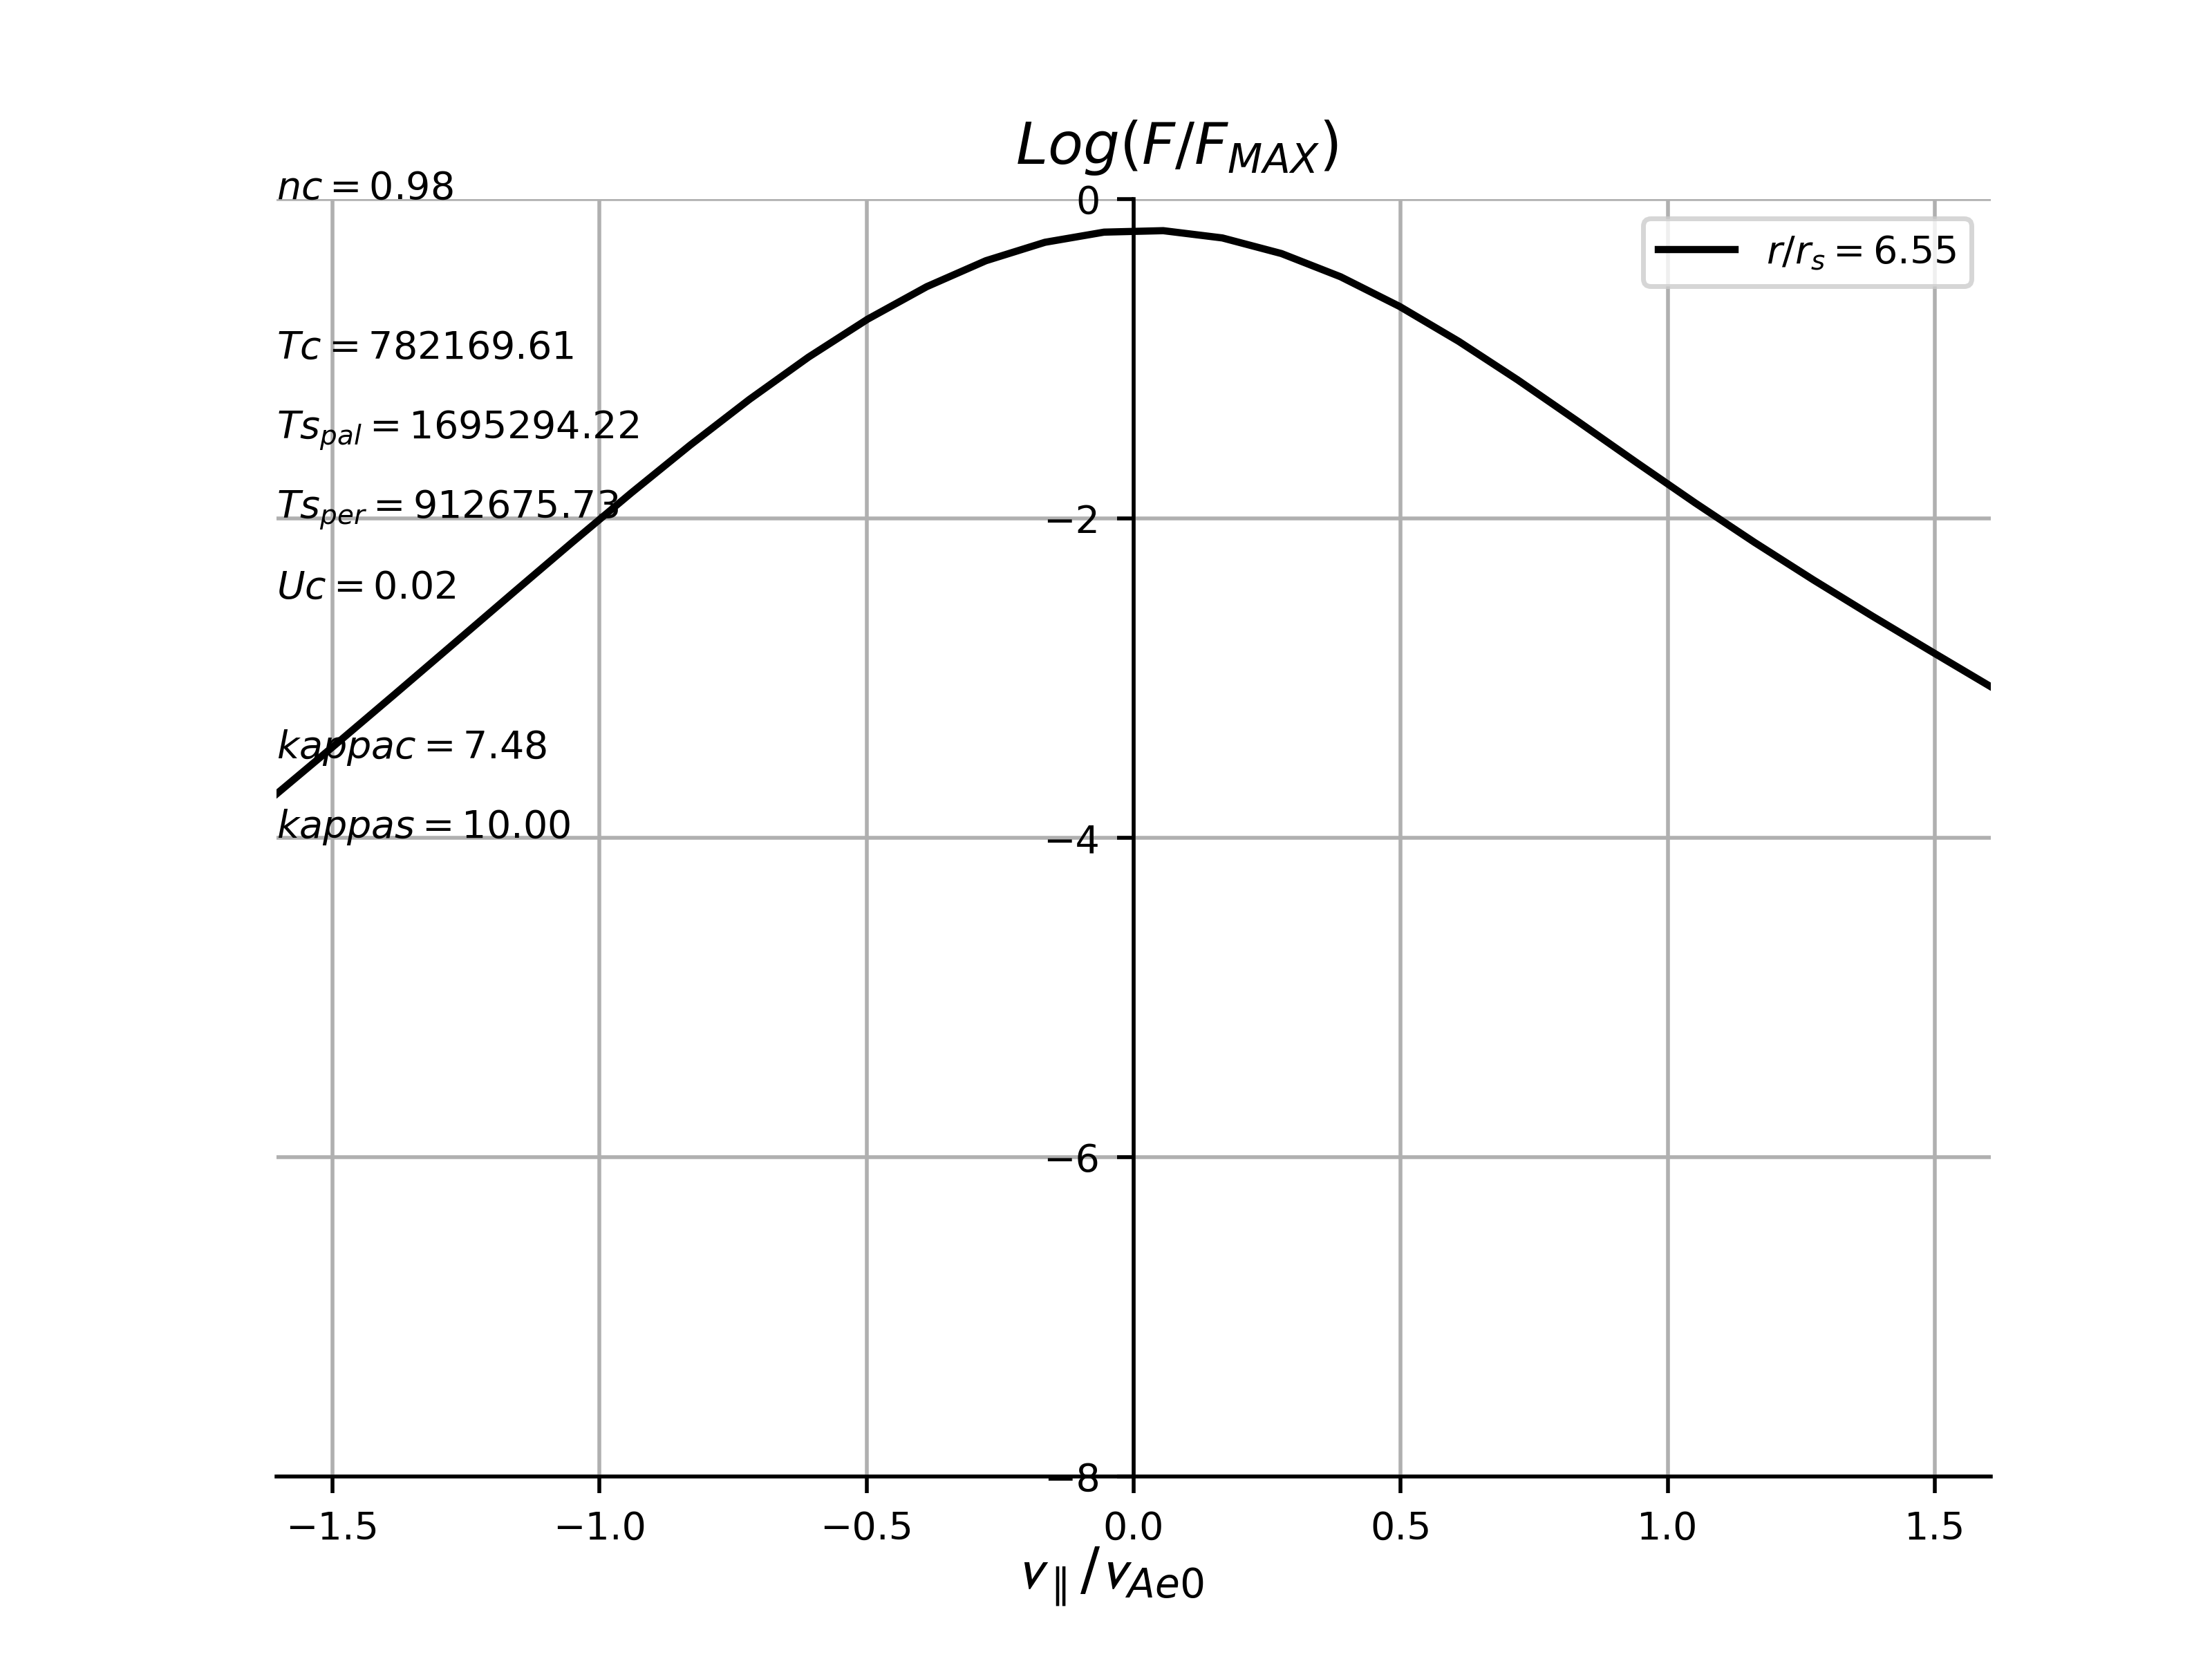 Log(F/F_MAX)
nc = 0.98
0
r/r_s = 6.55
Tc = 782169.61
Ts_pal = 1695294.22
Ts_per = 912675.73
−2
Uc = 0.02
kappac = 7.48
kappas = 10.00
−4
−6
−8
−1.5 −1.0 −0.5 0.0 0.5 1.0 1.5
v_∥/v_Ae0